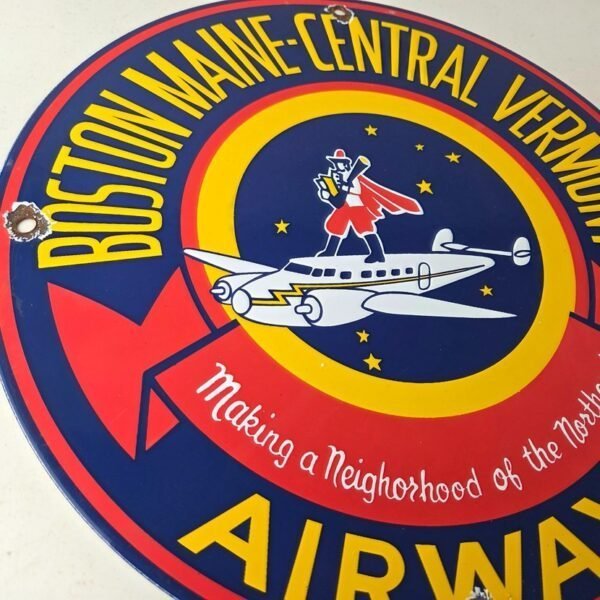 BOSTON MAINE-CENTRAL VERMONT
Making a Neighorhood of the North
AIRWAY